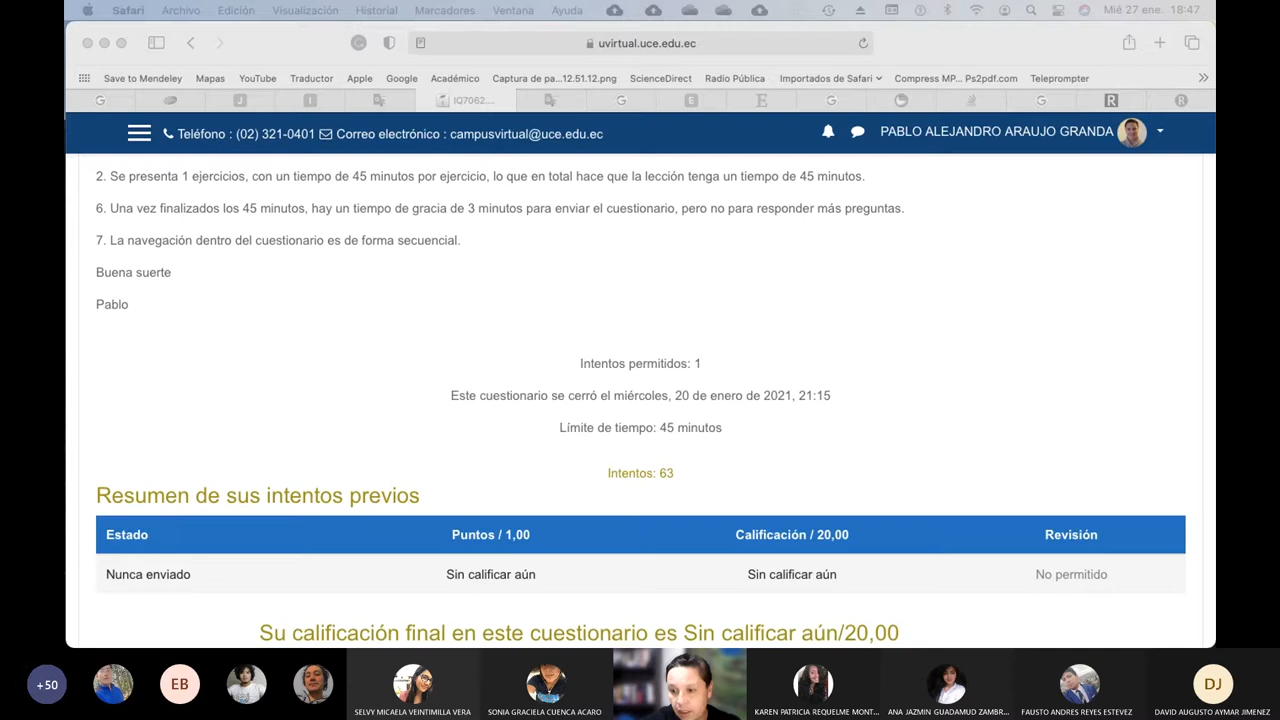 Safari Archivo Edición Visualización Historial Marcadores Ventana Ayuda Mié 27 ene. 18:47
uvirtual.uce.edu.ec
Save to Mendeley Mapas YouTube Traductor Apple Google Académico Captura de pa...12.51.12.png ScienceDirect Radio Pública Importados de Safari Compress MP... Ps2pdf.com Teleprompter
G J I IQ7062.... G E E G G R R
Teléfono : (02) 321-0401 Correo electrónico : campusvirtual@uce.edu.ec PABLO ALEJANDRO ARAUJO GRANDA
2. Se presenta 1 ejercicios, con un tiempo de 45 minutos por ejercicio, lo que en total hace que la lección tenga un tiempo de 45 minutos.
6. Una vez finalizados los 45 minutos, hay un tiempo de gracia de 3 minutos para enviar el cuestionario, pero no para responder más preguntas.
7. La navegación dentro del cuestionario es de forma secuencial.
Buena suerte
Pablo
Intentos permitidos: 1
Este cuestionario se cerró el miércoles, 20 de enero de 2021, 21:15
Límite de tiempo: 45 minutos
Intentos: 63
Resumen de sus intentos previos
Estado Puntos / 1,00 Calificación / 20,00 Revisión
Nunca enviado Sin calificar aún Sin calificar aún No permitido
Su calificación final en este cuestionario es Sin calificar aún/20,00
+50 EB DJ
SELVY MICAELA VEINTIMILLA VERA SONIA GRACIELA CUENCA ACARO KAREN PATRICIA REQUELME MONT... ANA JAZMIN GUADAMUD ZAMBR... FAUSTO ANDRES REYES ESTEVEZ DAVID AUGUSTO AYMAR JIMENEZ